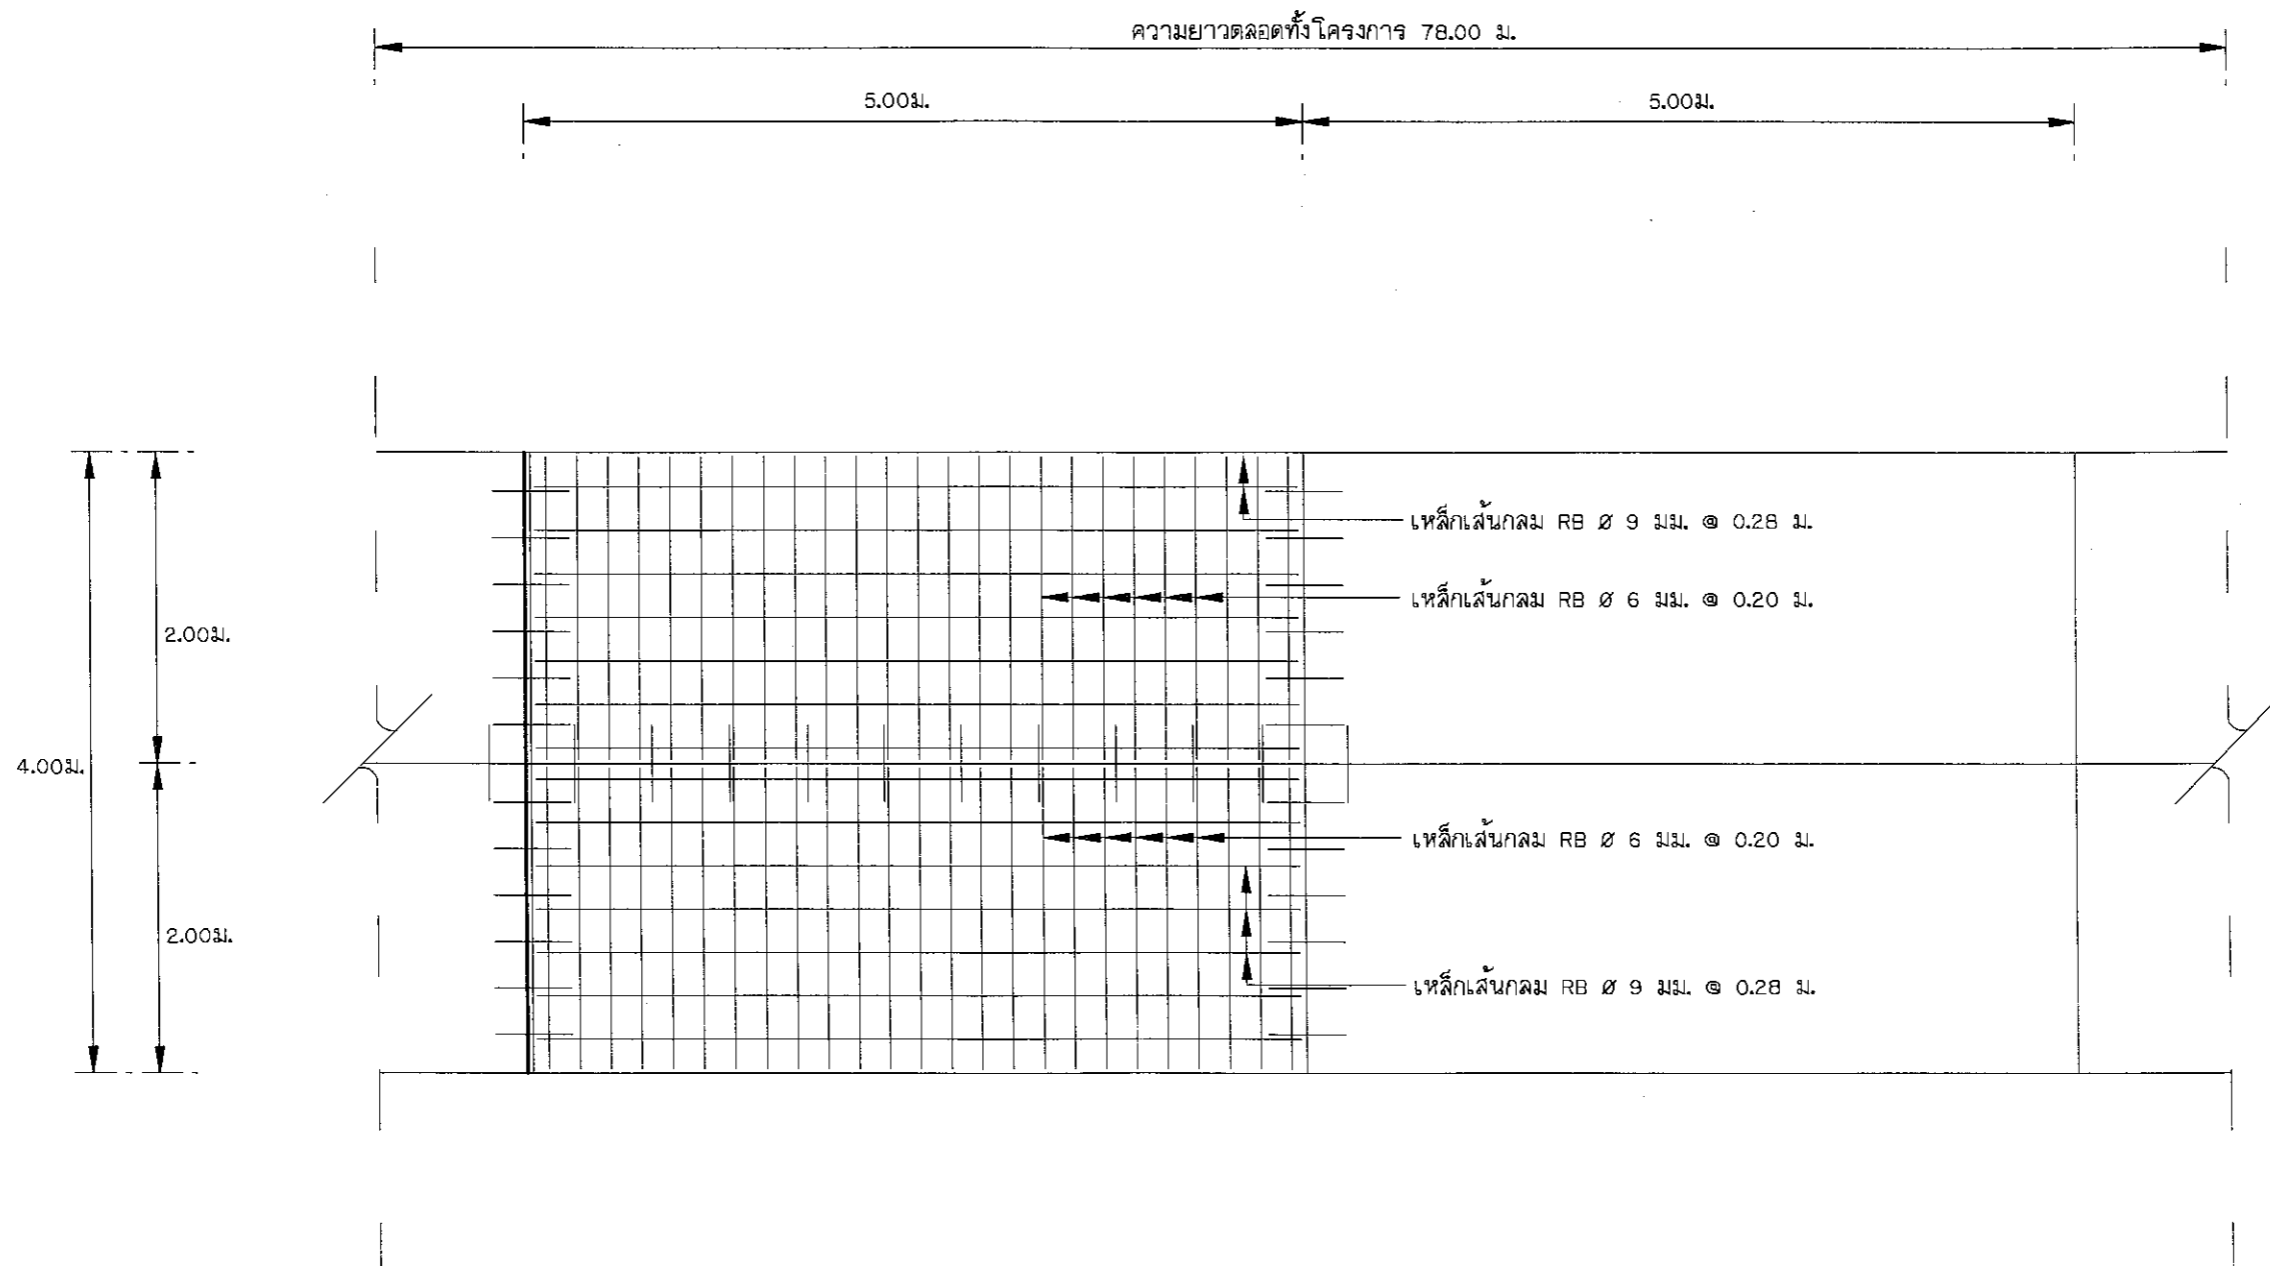 ความยาวตลอดทั้งโครงการ 78.00 ม.
5.00ม.
5.00ม.
เหล็กเส้นกลม RB Ø 9 มม. @ 0.28 ม.
เหล็กเส้นกลม RB Ø 6 มม. @ 0.20 ม.
2.00ม.
4.00ม.
เหล็กเส้นกลม RB Ø 6 มม. @ 0.20 ม.
2.00ม.
เหล็กเส้นกลม RB Ø 9 มม. @ 0.28 ม.